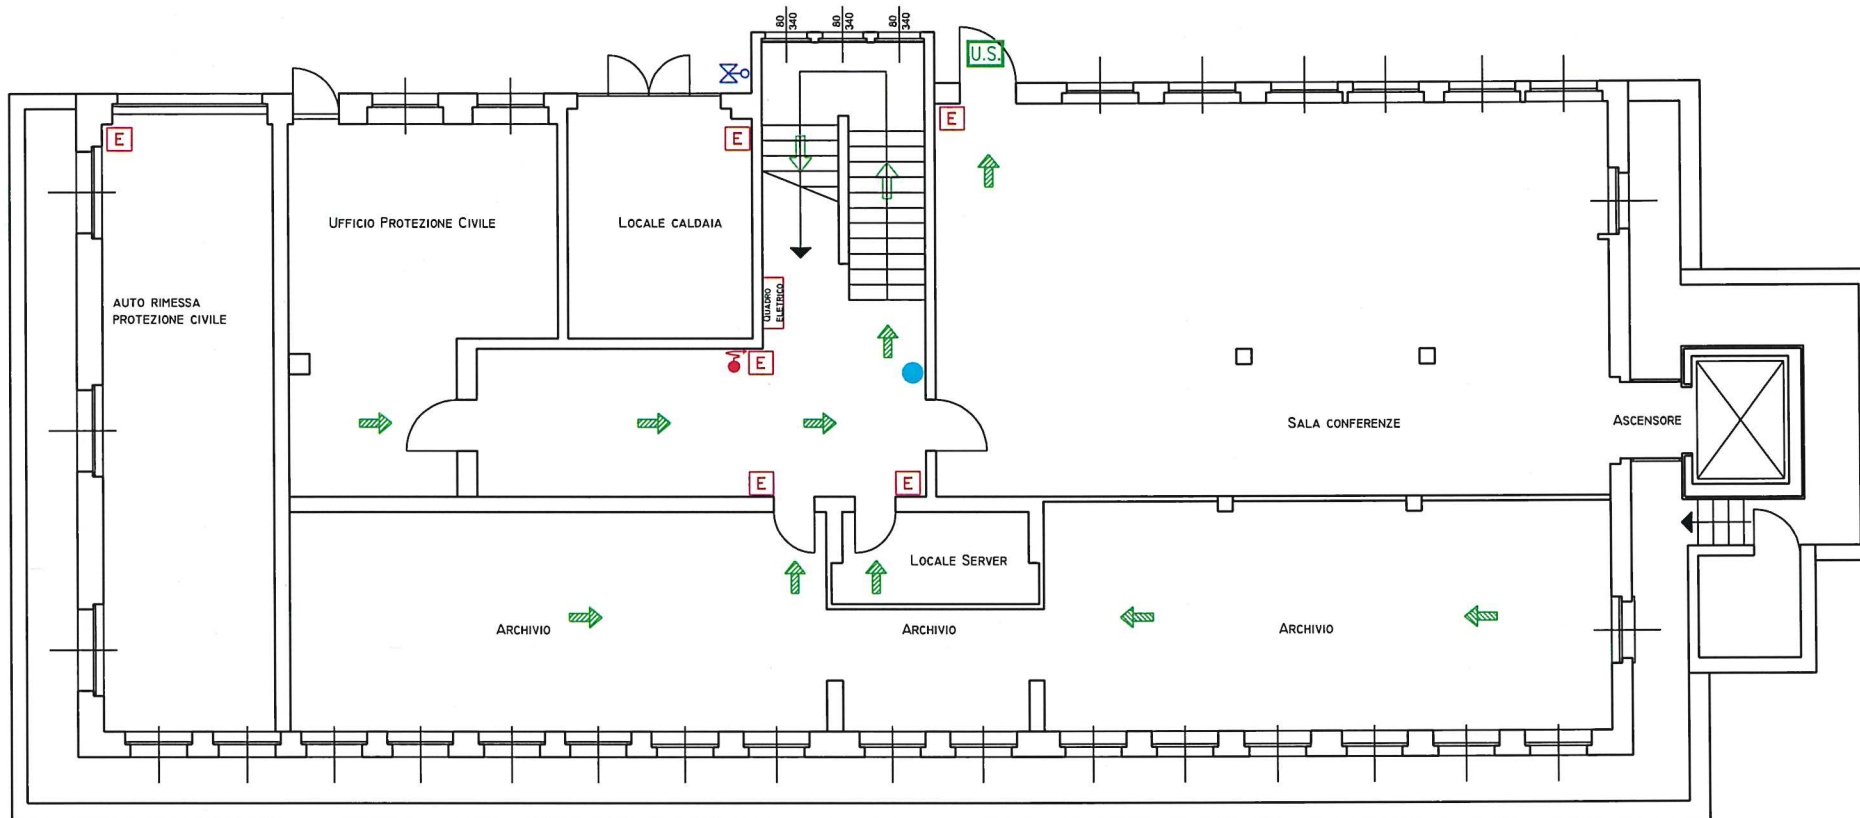 80
340
80
340
80
340
U.S.
E
E
E
UFFICIO PROTEZIONE CIVILE
LOCALE CALDAIA
AUTO RIMESSA
PROTEZIONE CIVILE
QUADRO
ELETRICO
E
SALA CONFERENZE
ASCENSORE
E
E
LOCALE SERVER
ARCHIVIO
ARCHIVIO
ARCHIVIO